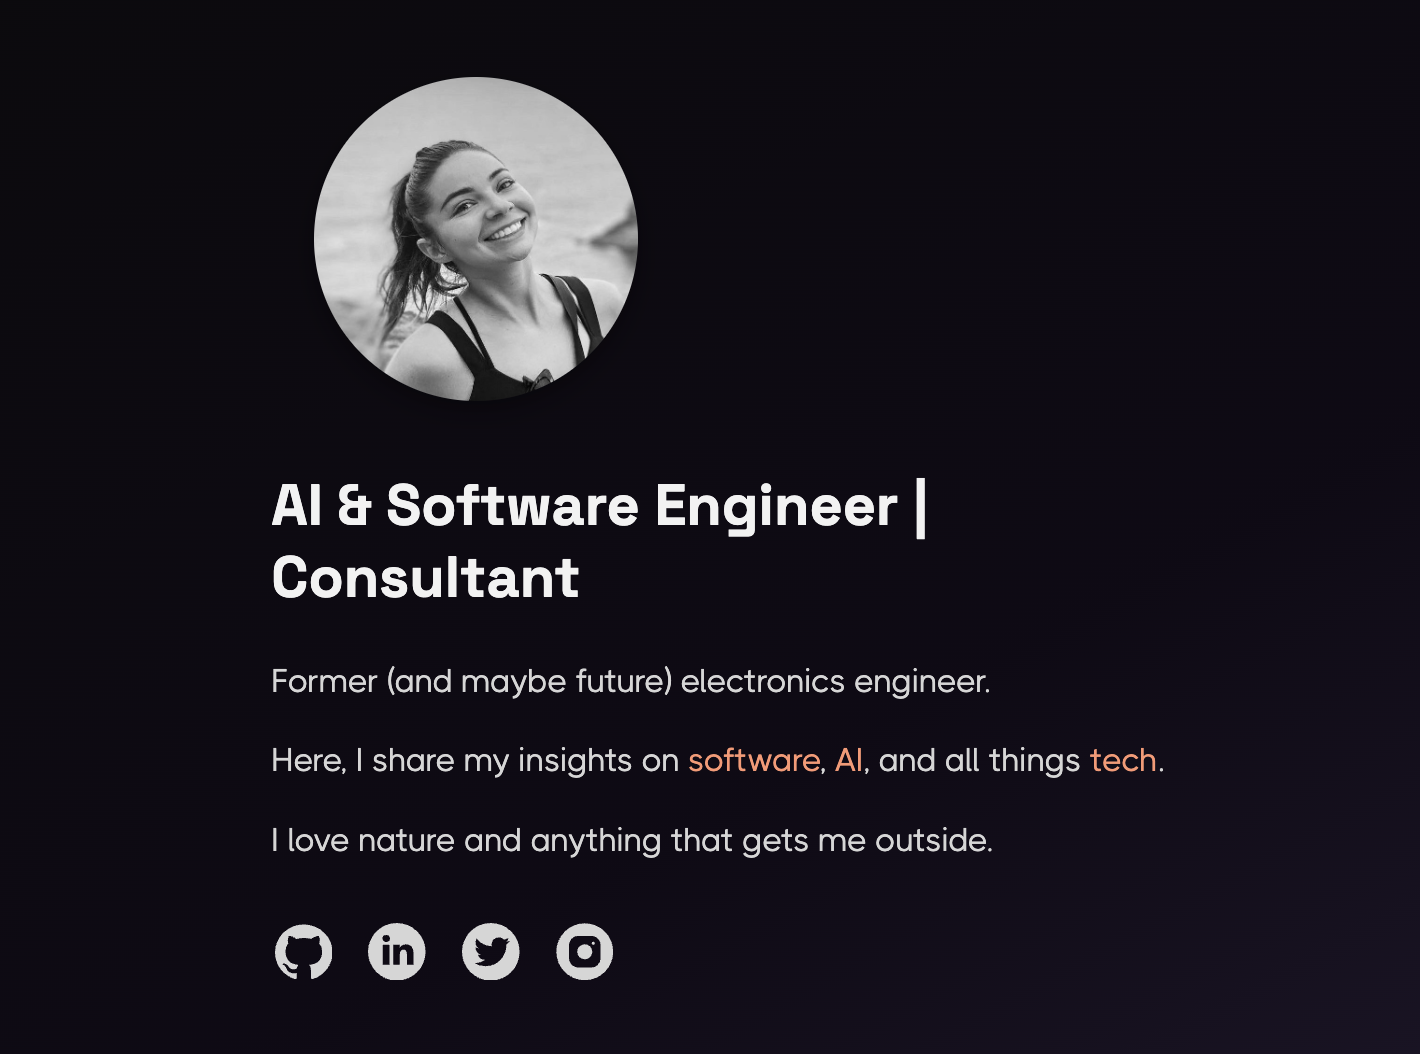 AI & Software Engineer |
Consultant
Former (and maybe future) electronics engineer.
Here, I share my insights on software, AI, and all things tech.
I love nature and anything that gets me outside.
in